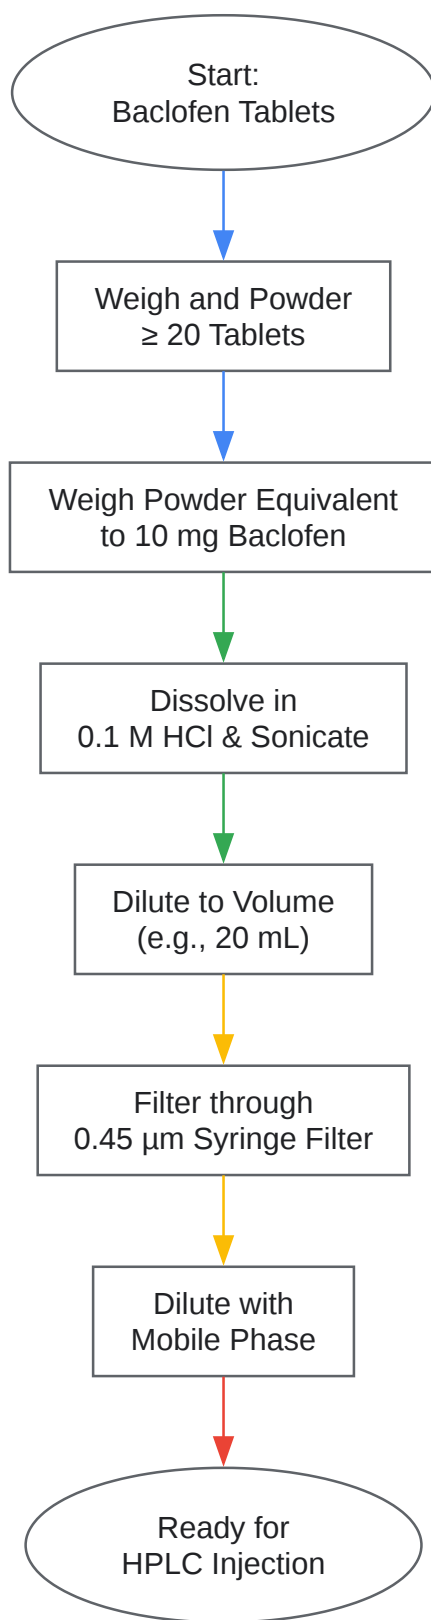 Start:
Baclofen Tablets
Weigh and Powder
≥ 20 Tablets
Weigh Powder Equivalent
to 10 mg Baclofen
Dissolve in
0.1 M HCl & Sonicate
Dilute to Volume
(e.g., 20 mL)
Filter through
0.45 µm Syringe Filter
Dilute with
Mobile Phase
Ready for
HPLC Injection